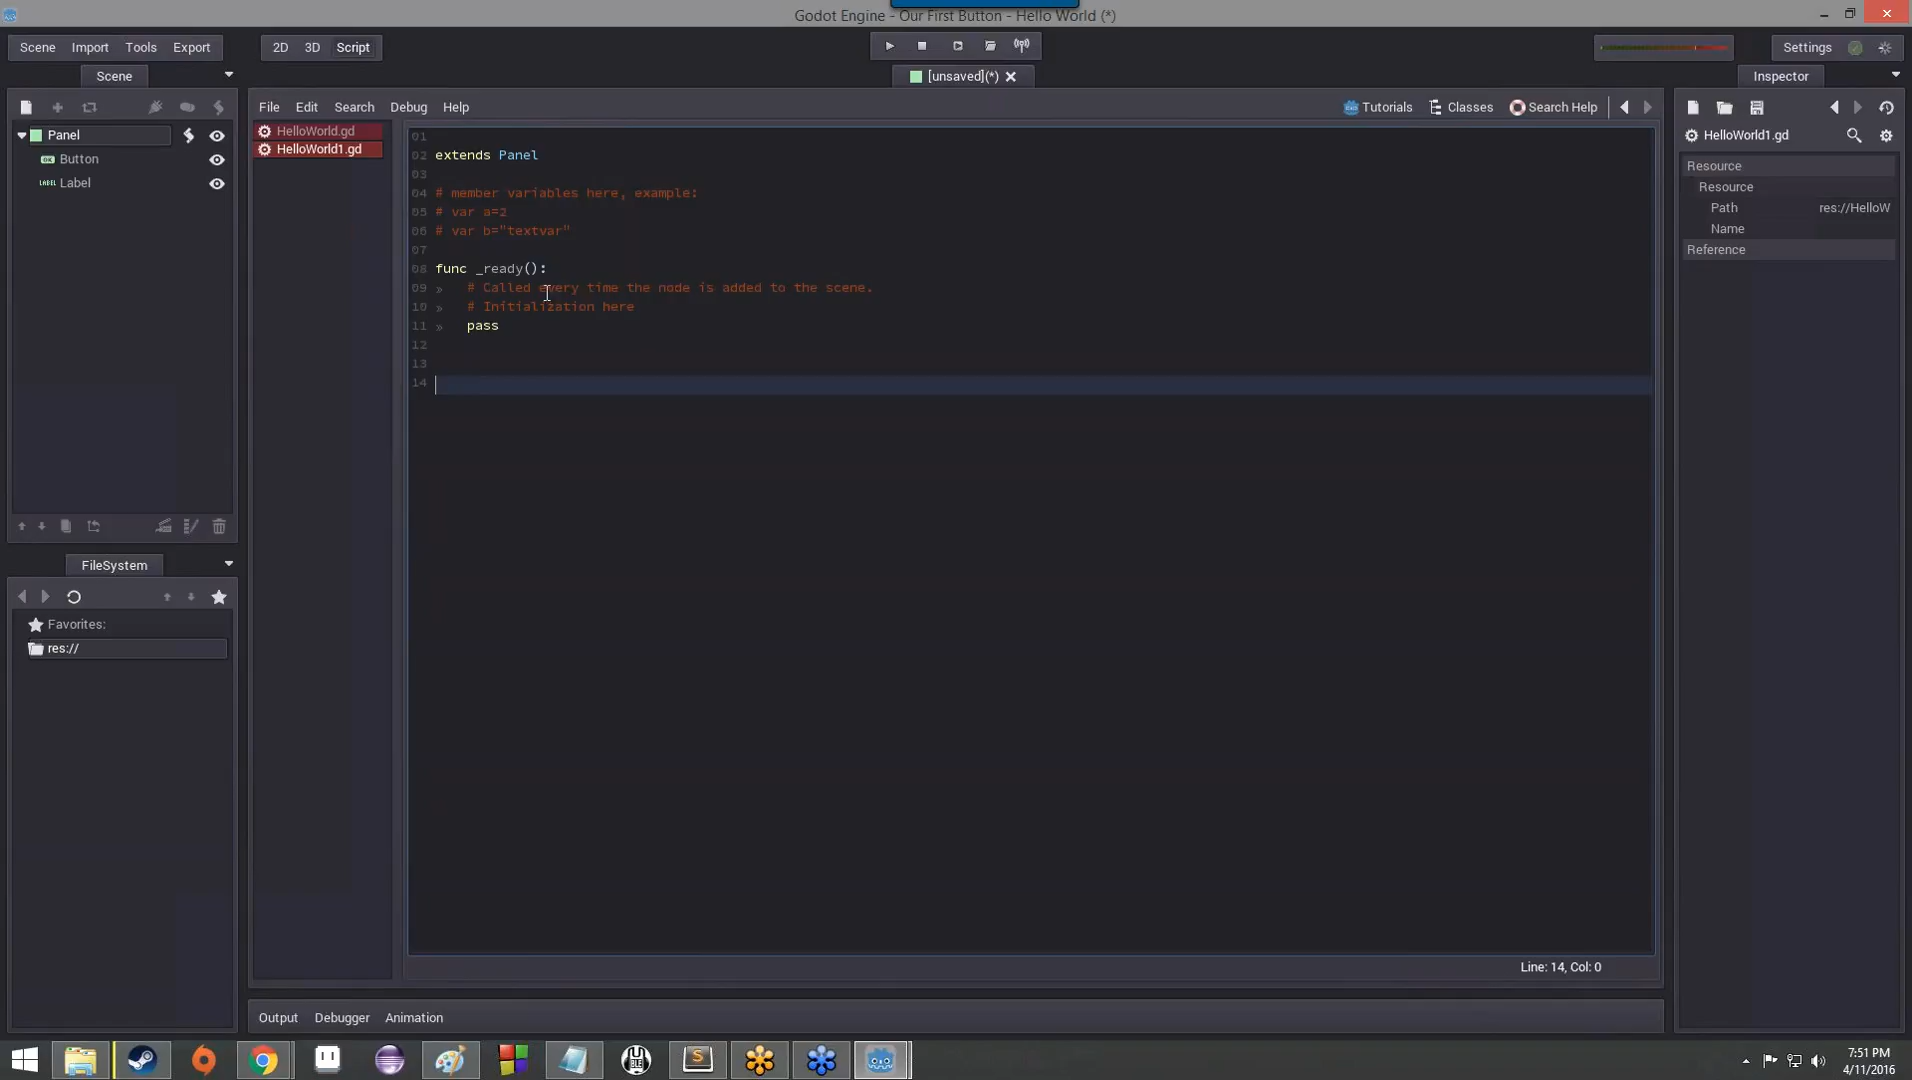 Godot Engine - Our First Button - Hello World (*)
Scene Import Tools Export 2D 3D Script Settings
Scene [unsaved](*) Inspector
File Edit Search Debug Help Tutorials Classes Search Help
Panel
Button
LABEL Label
HelloWorld.gd
HelloWorld1.gd
01
02 extends Panel
03
04 # member variables here, example:
05 # var a=2
06 # var b="textvar"
07
08 func _ready():
09 » # Called every time the node is added to the scene.
10 » # Initialization here
11 » pass
12
13
14
HelloWorld1.gd
Resource
Resource
Path res://HelloW
Name
Reference
FileSystem
Favorites:
res://
Line: 14, Col: 0
Output Debugger Animation
7:51 PM
4/11/2016